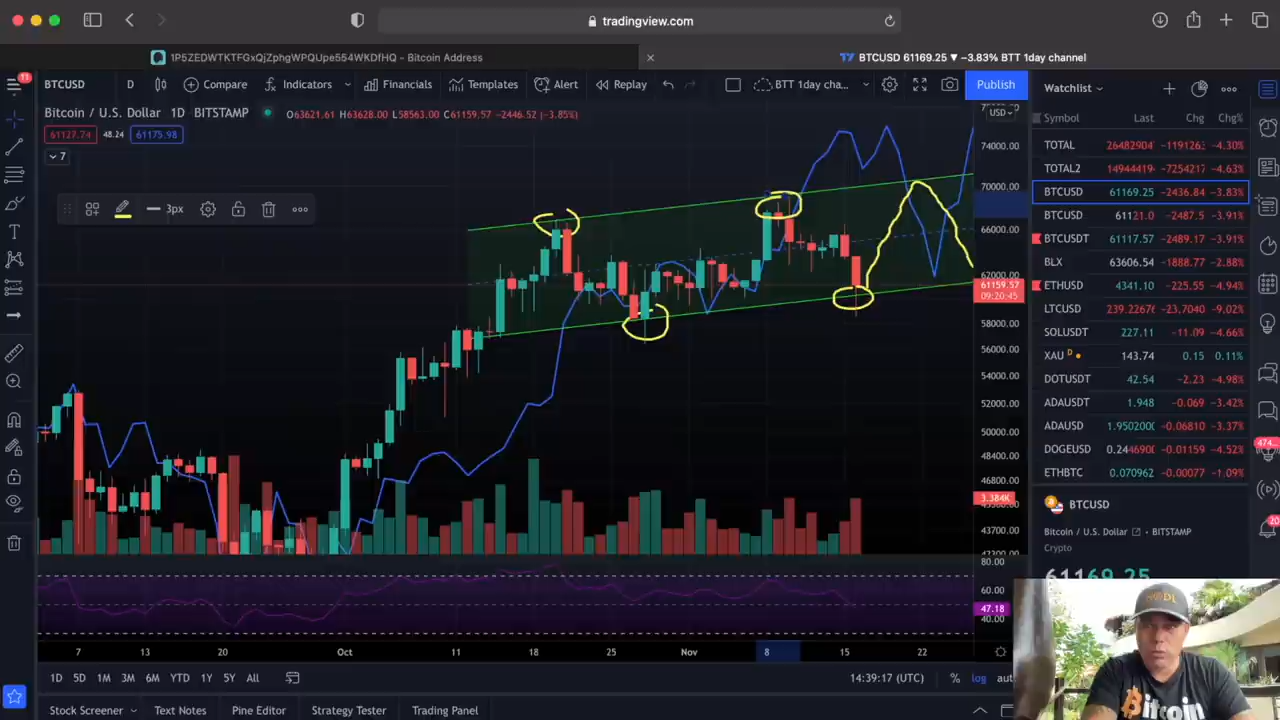 tradingview.com
1P5ZEDWTKTFGxQjZphgWPQUpe554WKDfHQ - Bitcoin Address
BTCUSD 61169.25 ▼ −3.83% BTT 1day channel
11
BTCUSD D Compare Indicators Financials Templates Alert Replay BTT 1day cha... Publish
Watchlist
Bitcoin / U.S. Dollar 1D BITSTAMP O63621.61 H63628.00 L58563.00 C61159.57 −2446.52 (−3.85%)
USD
61127.74 48.24 61175.98
7
3px
74000.00
70000.00
66000.00
62000.00
61159.57
09:20:45
58000.00
56000.00
54000.00
52000.00
50000.00
48400.00
46800.00
3.384K
43700.00
80.00
60.00
47.18
40.00
Symbol Last Chg Chg%
TOTAL 26482904 −119126 −4.30%
TOTAL2 14944419 −725421 −4.63%
BTCUSD 61169.25 −2436.84 −3.83%
BTCUSD 61121.0 −2487.5 −3.91%
BTCUSDT 61117.57 −2489.17 −3.91%
BLX 63606.54 −1888.77 −2.88%
ETHUSD 4341.10 −225.55 −4.94%
LTCUSD 239.2267 −23.7040 −9.02%
SOLUSDT 227.11 −11.09 −4.66%
XAU D 143.74 0.15 0.11%
DOTUSDT 42.54 −2.23 −4.98%
ADAUSDT 1.948 −0.069 −3.42%
ADAUSD 1.95020 −0.06810 −3.37%
DOGEUSD 0.24469 −0.01159 −4.52%
ETHBTC 0.070962 −0.00077 −1.09%
474
20
BTCUSD
Bitcoin / U.S. Dollar BITSTAMP
Crypto
61169.25
7 13 20 Oct 11 18 25 Nov 8 15 22
1D 5D 1M 3M 6M YTD 1Y 5Y All 14:39:17 (UTC) % log
Stock Screener Text Notes Pine Editor Strategy Tester Trading Panel
Bitcoin